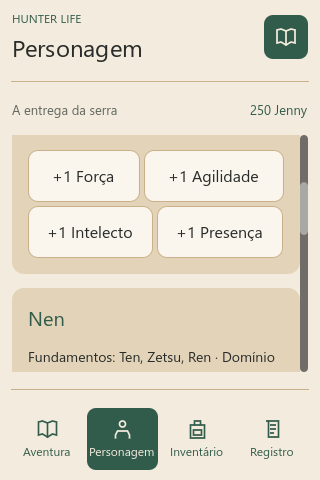 HUNTER LIFE
Personagem
A entrega da serra
250 Jenny
+1 Força
+1 Agilidade
+1 Intelecto
+1 Presença
Nen
Fundamentos: Ten, Zetsu, Ren · Domínio
Aventura
Personagem
Inventário
Registro